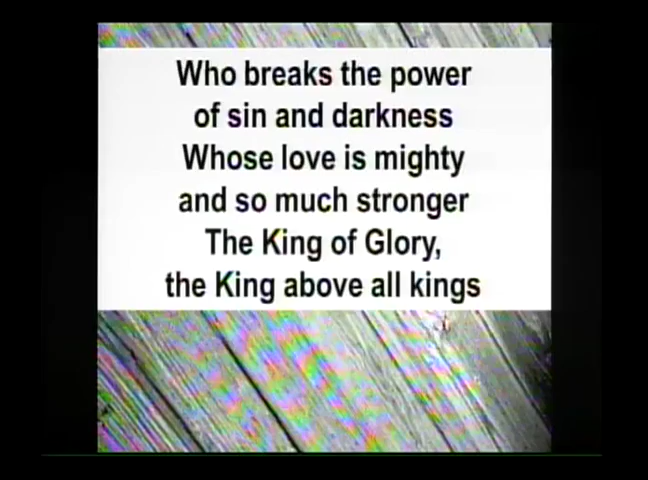 Who breaks the power
of sin and darkness
Whose love is mighty
and so much stronger
The King of Glory,
the King above all kings